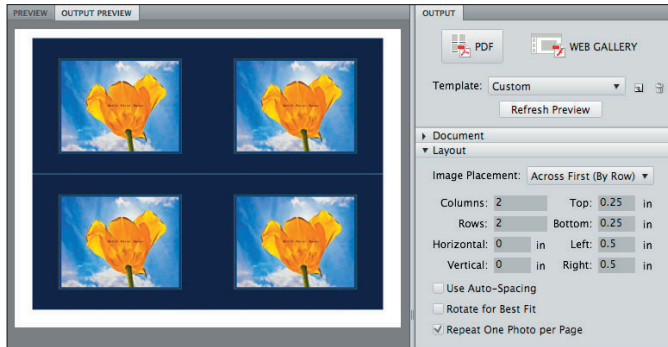 PREVIEW OUTPUT PREVIEW
OUTPUT
PDF WEB GALLERY
Template: Custom
Refresh Preview
Document
Layout
Image Placement: Across First (By Row)
Columns: 2 Top: 0.25 in
Rows: 2 Bottom: 0.25 in
Horizontal: 0 in Left: 0.5 in
Vertical: 0 in Right: 0.5 in
Use Auto-Spacing
Rotate for Best Fit
Repeat One Photo per Page